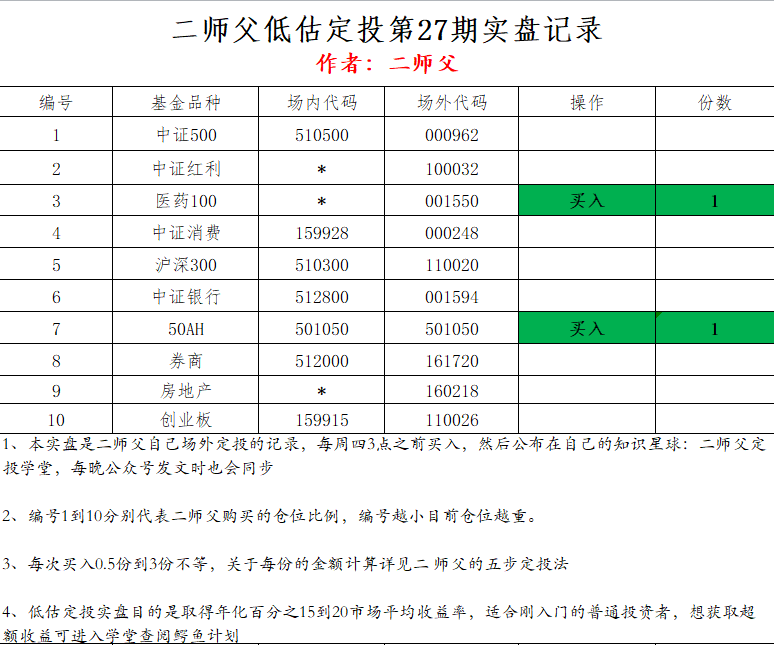 二师父低估定投第27期实盘记录
作者：二师父
编号 基金品种 场内代码 场外代码 操作 份数
1 中证500 510500 000962
2 中证红利 * 100032
3 医药100 * 001550 买入 1
4 中证消费 159928 000248
5 沪深300 510300 110020
6 中证银行 512800 001594
7 50AH 501050 501050 买入 1
8 券商 512000 161720
9 房地产 * 160218
10 创业板 159915 110026
1、本实盘是二师父自己场外定投的记录，每周四3点之前买入，然后公布在自己的知识星球：二师父定
投学堂，每晚公众号发文时也会同步
2、编号1到10分别代表二师父购买的仓位比例，编号越小目前仓位越重。
3、每次买入0.5份到3份不等，关于每份的金额计算详见二 师父的五步定投法
4、低估定投实盘目的是取得年化百分之15到20市场平均收益率，适合刚入门的普通投资者，想获取超
额收益可进入学堂查阅鳄鱼计划